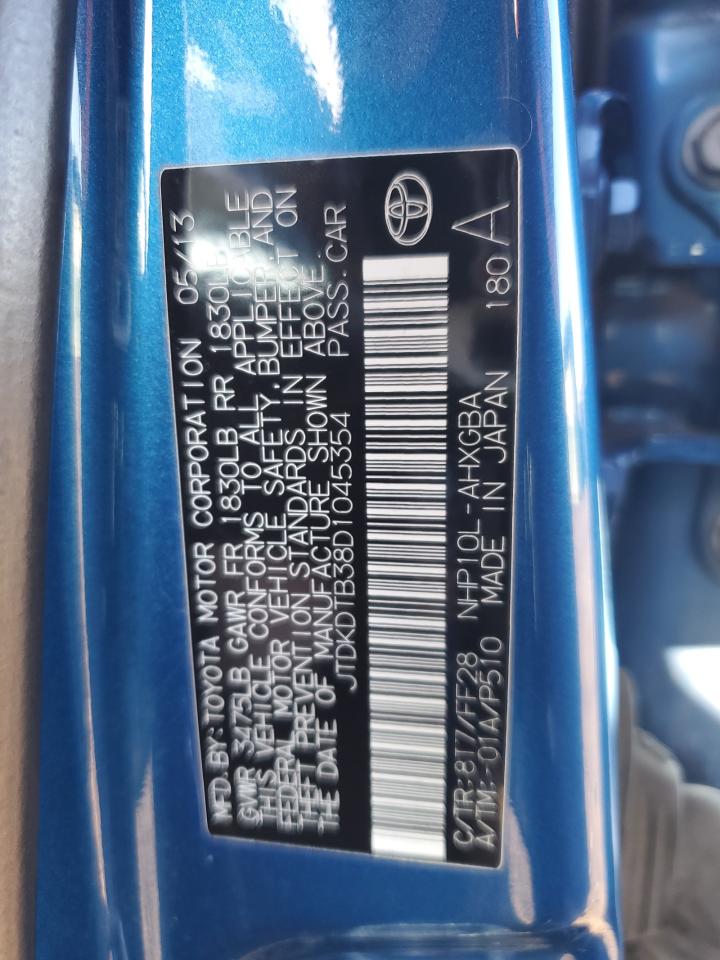 MFD.BY:TOYOTA MOTOR CORPORATION 05/13
GVWR 3475LB GAWR FR 1830LB RR 1830LB
THIS VEHICLE CONFORMS TO ALL APPLICABLE
FEDERAL MOTOR VEHICLE SAFETY,BUMPER,AND
THEFT PREVENTION STANDARDS IN EFFECT ON
THE DATE OF MANUFACTURE SHOWN ABOVE.
JTDKDTB38D1045354 PASS.CAR
C/TR:8T7/FF28 NHP10L-AHXGBA 180A
A/TM:-01A/P510 MADE IN JAPAN